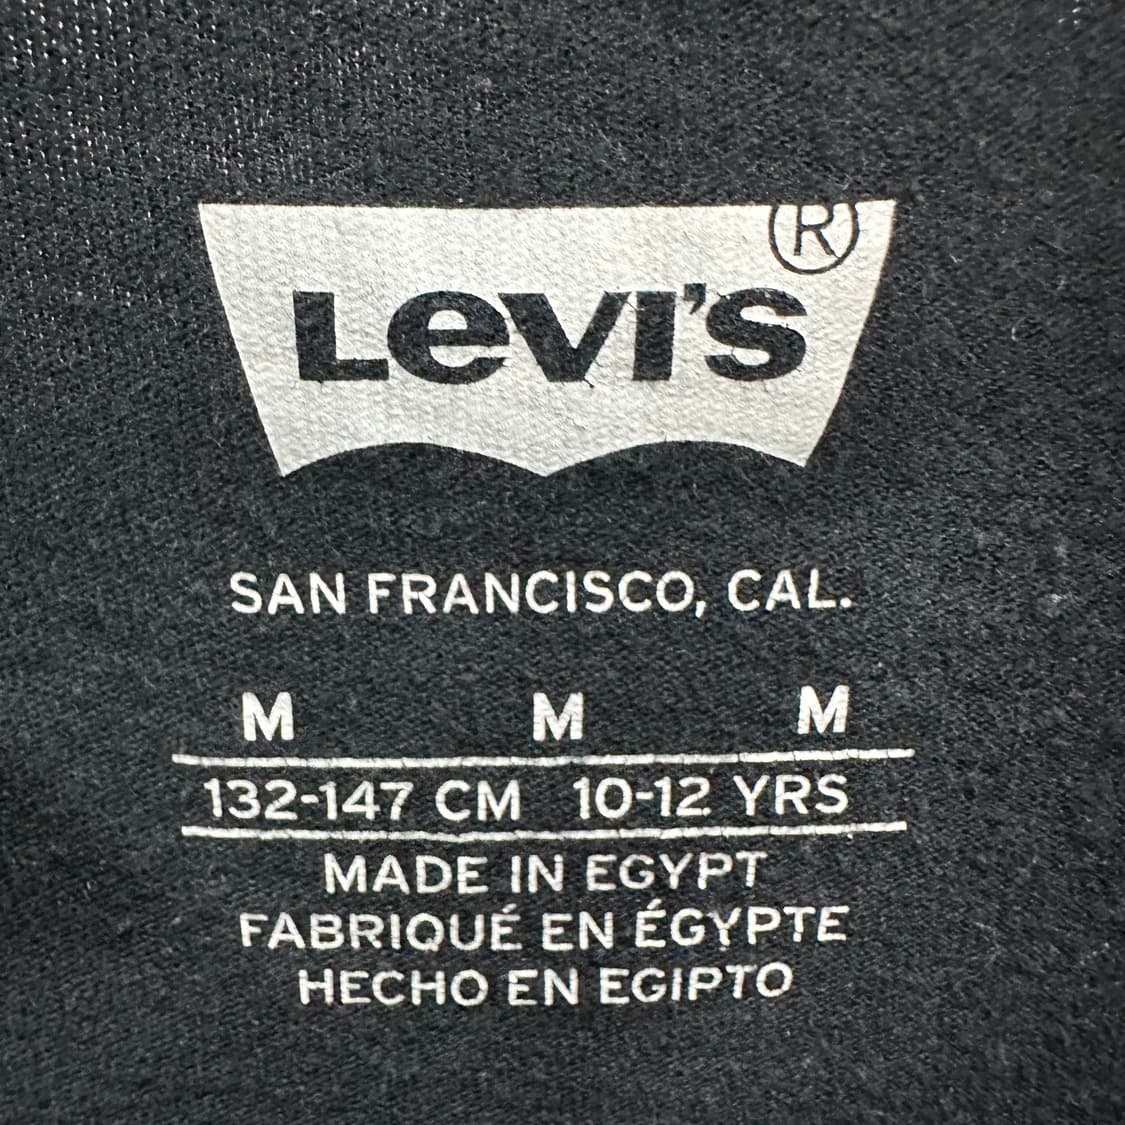 LEVI'S®
SAN FRANCISCO, CAL.
M M M
132-147 CM 10-12 YRS
MADE IN EGYPT
FABRIQUÉ EN ÉGYPTE
HECHO EN EGIPTO